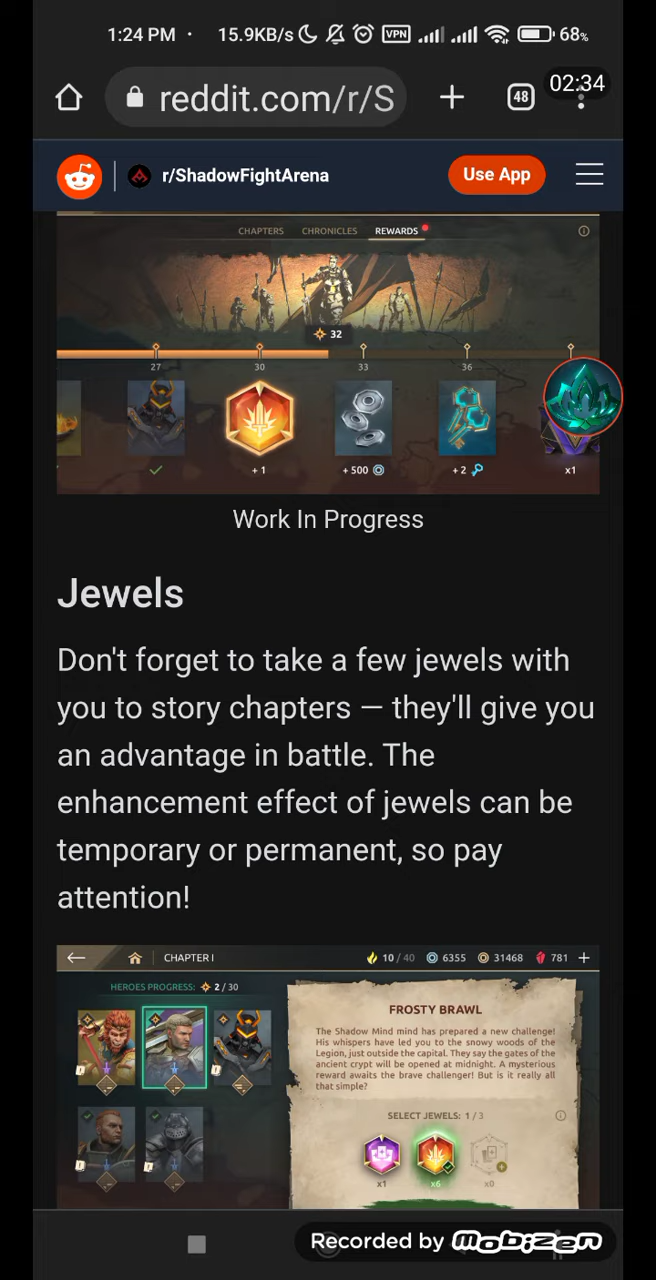 1:24 PM · 15.9KB/s VPN 68%
reddit.com/r/S 48 02:34
r/ShadowFightArena Use App
CHAPTERS CHRONICLES REWARDS
32
27 30 33 36
+1 +500 +2 x1
Work In Progress
Jewels
Don't forget to take a few jewels with
you to story chapters — they'll give you
an advantage in battle. The
enhancement effect of jewels can be
temporary or permanent, so pay
attention!
CHAPTER I 10 / 40 6355 31468 781 +
HEROES PROGRESS: 2 / 30
FROSTY BRAWL
The Shadow Mind mind has prepared a new challenge!
His whispers have led you to the snowy woods of the
Legion, just outside the capital. They say the gates of the
ancient crypt will be opened at midnight. A mysterious
reward awaits the brave challenger! But is it really all
that simple?
SELECT JEWELS: 1 / 3
x1 x6 x0
Recorded by mobizen